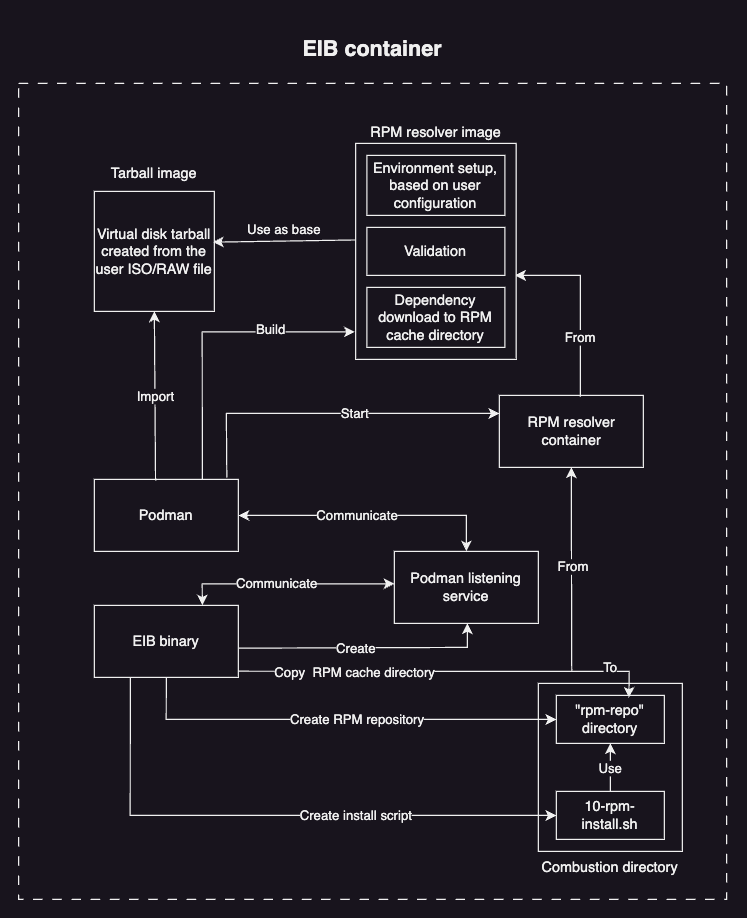 EIB container
RPM resolver image
Environment setup,
based on user
configuration
Tarball image
Virtual disk tarball
created from the
user ISO/RAW file
Use as base
Validation
Dependency
download to RPM
cache directory
Build
From
Import
Start
RPM resolver
container
Podman
Communicate
From
Podman listening
service
Communicate
EIB binary
Create
Copy  RPM cache directory
To
"rpm-repo"
directory
Create RPM repository
Use
10-rpm-
install.sh
Create install script
Combustion directory